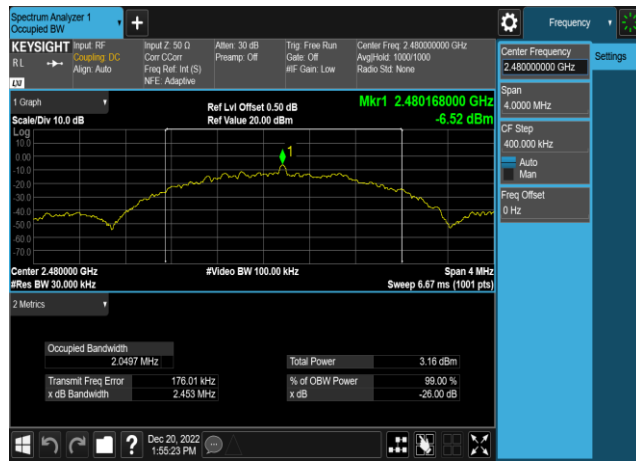 Spectrum Analyzer 1
Occupied BW
Frequency
KEYSIGHT
Input: RF
Input Z: 50 Ω
Atten: 30 dB
Trig: Free Run
Center Freq: 2.480000000 GHz
RL
Coupling: DC
Corr CCorr
Preamp: Off
Gate: Off
Avg|Hold: 1000/1000
Align: Auto
Freq Ref: Int (S)
#IF Gain: Low
Radio Std: None
NFE: Adaptive
LXI
Center Frequency
2.480000000 GHz
Settings
Span
4.0000 MHz
CF Step
400.000 kHz
Auto
Man
Freq Offset
0 Hz
1 Graph
Ref Lvl Offset 0.50 dB
Mkr1 2.480168000 GHz
Scale/Div 10.0 dB
Ref Value 20.00 dBm
-6.52 dBm
Log
10.0
0.00
-10.0
-20.0
-30.0
-40.0
-50.0
-60.0
-70.0
1
Center 2.480000 GHz
#Video BW 100.00 kHz
Span 4 MHz
#Res BW 30.000 kHz
Sweep 6.67 ms (1001 pts)
2 Metrics
Occupied Bandwidth
2.0497 MHz
Total Power
3.16 dBm
Transmit Freq Error
176.01 kHz
% of OBW Power
99.00 %
x dB Bandwidth
2.453 MHz
x dB
-26.00 dB
?
Dec 20, 2022
1:55:23 PM